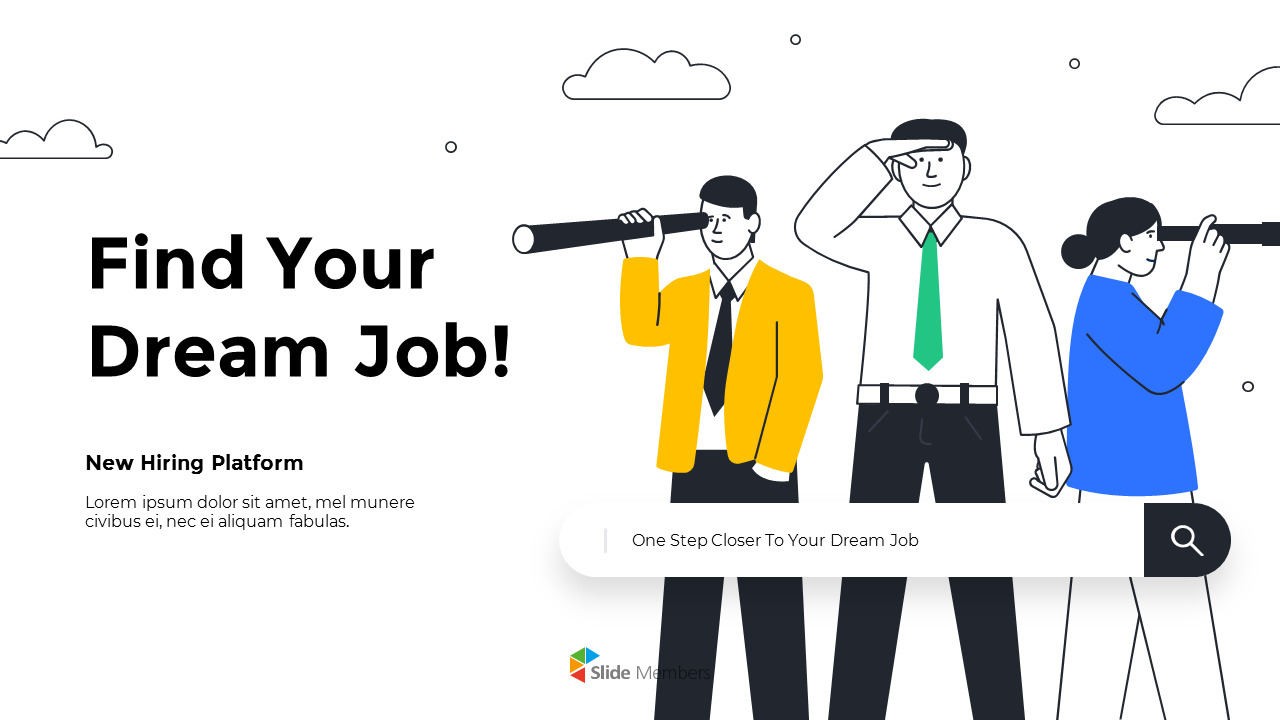 Find Your
Dream Job!
New Hiring Platform
Lorem ipsum dolor sit amet, mel munere
civibus ei, nec ei aliquam fabulas.
One Step Closer To Your Dream Job
Slide Members